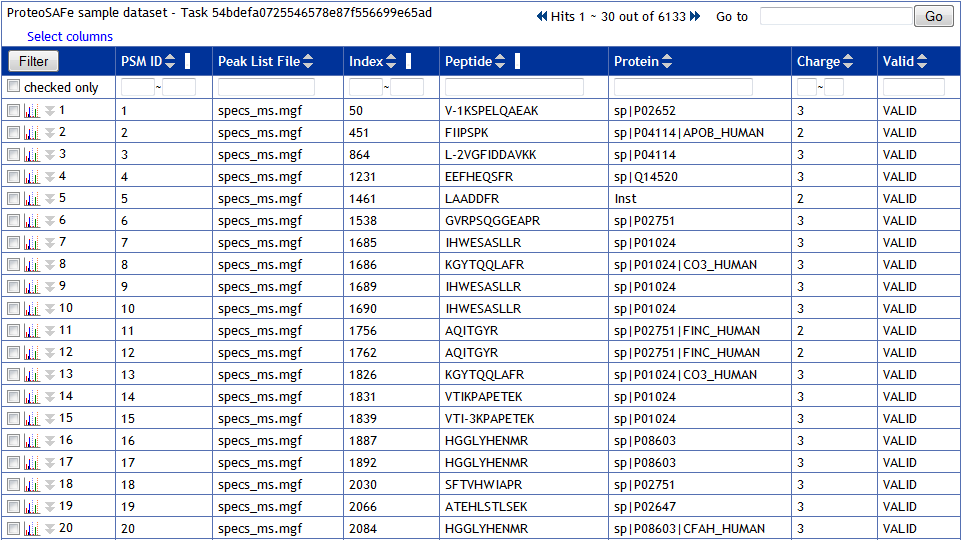 ProteoSAFe sample dataset - Task 54bdefa0725546578e87f556699e65ad Hits 1 ~ 30 out of 6133 Go to Go
Select columns
Filter PSM ID Peak List File Index Peptide Protein Charge Valid
checked only ~ ~ ~
1 1 specs_ms.mgf 50 V-1KSPELQAEAK sp|P02652 3 VALID
2 2 specs_ms.mgf 451 FIIPSPK sp|P04114|APOB_HUMAN 2 VALID
3 3 specs_ms.mgf 864 L-2VGFIDDAVKK sp|P04114 3 VALID
4 4 specs_ms.mgf 1231 EEFHEQSFR sp|Q14520 3 VALID
5 5 specs_ms.mgf 1461 LAADDFR Inst 2 VALID
6 6 specs_ms.mgf 1538 GVRPSQGGEAPR sp|P02751 3 VALID
7 7 specs_ms.mgf 1685 IHWESASLLR sp|P01024 3 VALID
8 8 specs_ms.mgf 1686 KGYTQQLAFR sp|P01024|CO3_HUMAN 3 VALID
9 9 specs_ms.mgf 1689 IHWESASLLR sp|P01024 3 VALID
10 10 specs_ms.mgf 1690 IHWESASLLR sp|P01024 3 VALID
11 11 specs_ms.mgf 1756 AQITGYR sp|P02751|FINC_HUMAN 2 VALID
12 12 specs_ms.mgf 1762 AQITGYR sp|P02751|FINC_HUMAN 2 VALID
13 13 specs_ms.mgf 1826 KGYTQQLAFR sp|P01024|CO3_HUMAN 3 VALID
14 14 specs_ms.mgf 1831 VTIKPAPETEK sp|P01024 3 VALID
15 15 specs_ms.mgf 1839 VTI-3KPAPETEK sp|P01024 3 VALID
16 16 specs_ms.mgf 1887 HGGLYHENMR sp|P08603 3 VALID
17 17 specs_ms.mgf 1892 HGGLYHENMR sp|P08603 3 VALID
18 18 specs_ms.mgf 2030 SFTVHWIAPR sp|P02751 3 VALID
19 19 specs_ms.mgf 2066 ATEHLSTLSEK sp|P02647 3 VALID
20 20 specs_ms.mgf 2084 HGGLYHENMR sp|P08603|CFAH_HUMAN 3 VALID